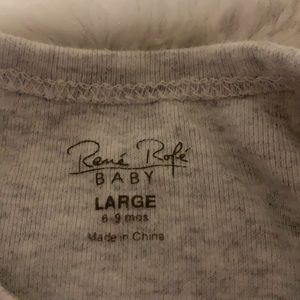 René Rofé
BABY
LARGE
6-9 mos
Made in China